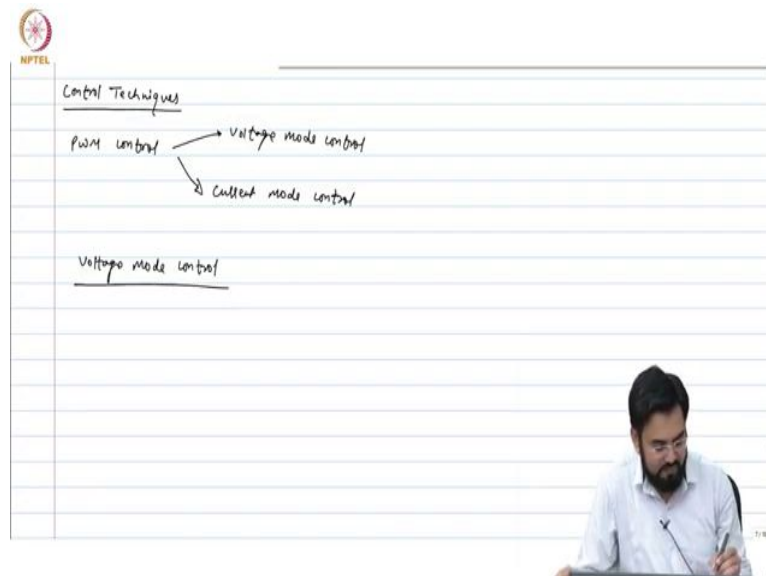 NPTEL
Control Techniques
PWM control
voltage mode control
current mode control
Voltage mode control